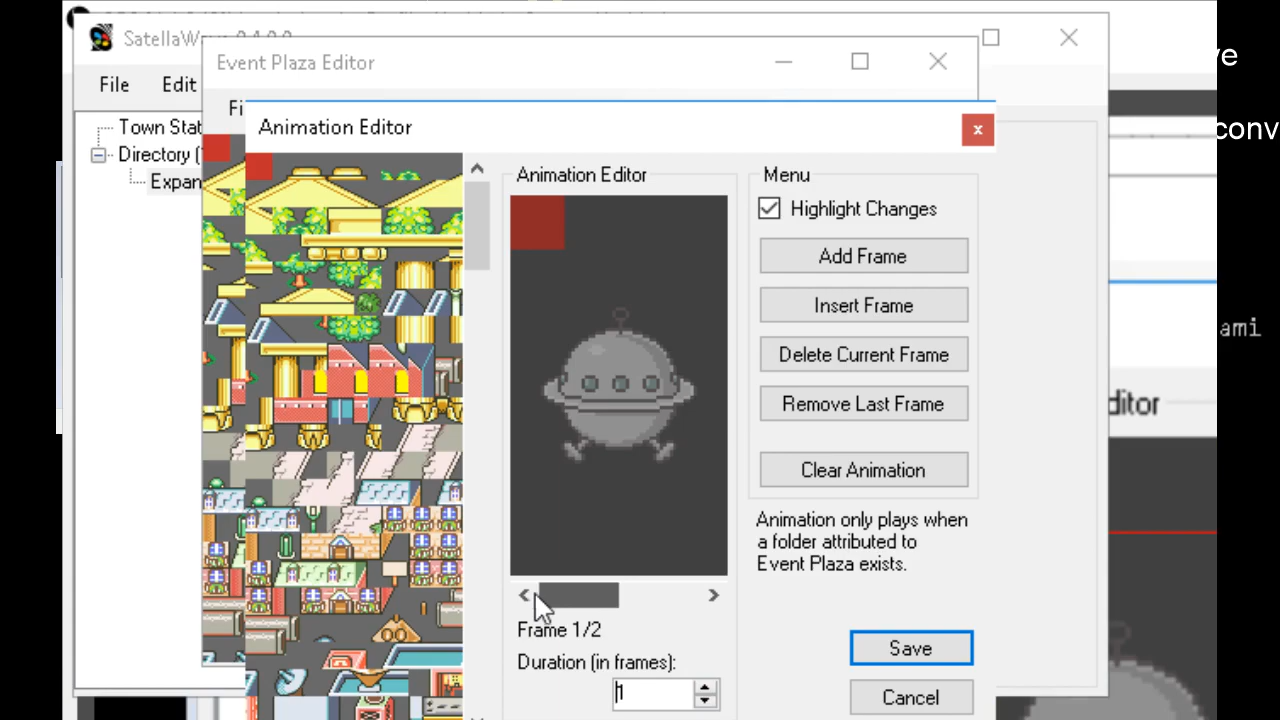 SatellaWa
Event Plaza Editor
File Edit
Fi
Animation Editor
Town Stat
Directory (
Expan
Animation Editor
Menu
Highlight Changes
Add Frame
Insert Frame
Delete Current Frame
Remove Last Frame
Clear Animation
Animation only plays when
a folder attributed to
Event Plaza exists.
Frame 1/2
Duration (in frames):
1
Save
Cancel
ve
conv
ami
ditor